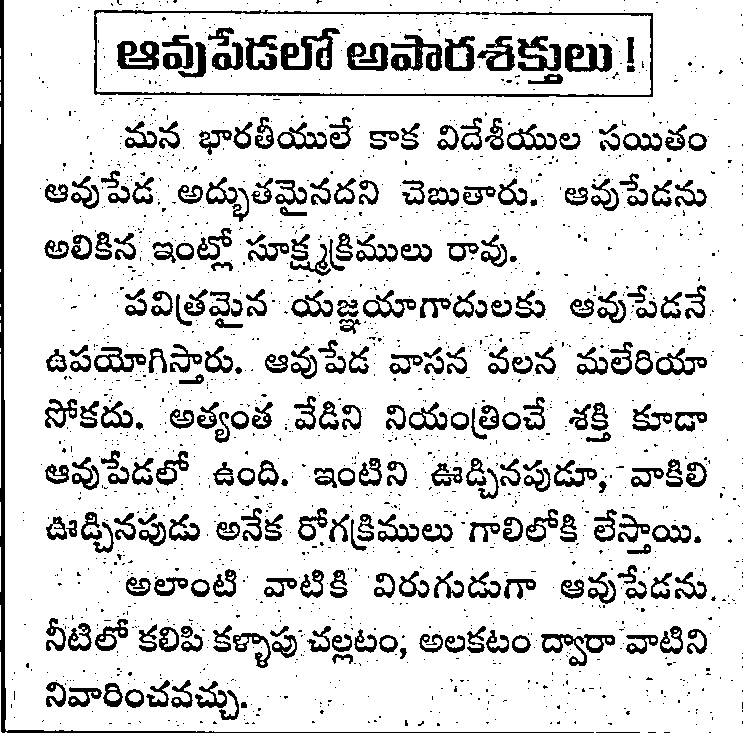 ఆవుపేడలో అపారశక్తులు !
మన భారతీయులే కాక విదేశీయుల సయితం
ఆవుపేడ అద్భుతమైనదని చెబుతారు. ఆవుపేడను
అలికిన ఇంట్లో సూక్ష్మక్రిములు రావు.
పవిత్రమైన యజ్ఞయాగాదులకు ఆవుపేడనే
ఉపయోగిస్తారు. ఆవుపేడ వాసన వలన మలేరియా
సోకదు. అత్యంత వేడిని నియంత్రించే శక్తి కూడా
ఆవుపేడలో ఉంది. ఇంటిని ఊడ్చినపుడూ, వాకిలి
ఊడ్చినపుడు అనేక రోగక్రిములు గాలిలోకి లేస్తాయి.
అలాంటి వాటికి విరుగుడుగా ఆవుపేడను
నీటిలో కలిపి కళ్ళాపు చల్లటం, అలకటం ద్వారా వాటిని
నివారించవచ్చు.